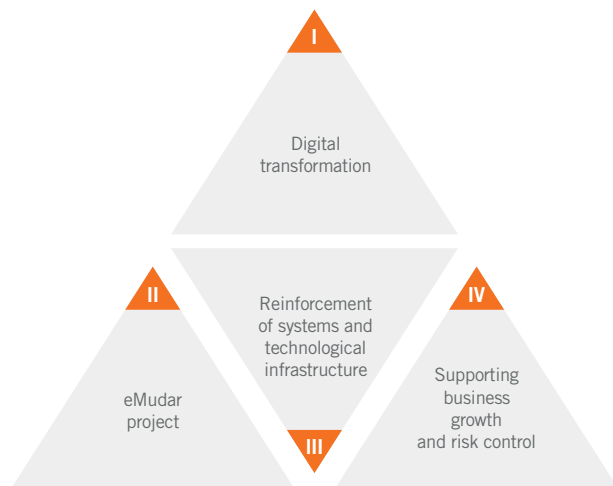 I
Digital
transformation
II
eMudar
project
Reinforcement
of systems and
technological
infrastructure
III
IV
Supporting
business
growth
and risk control